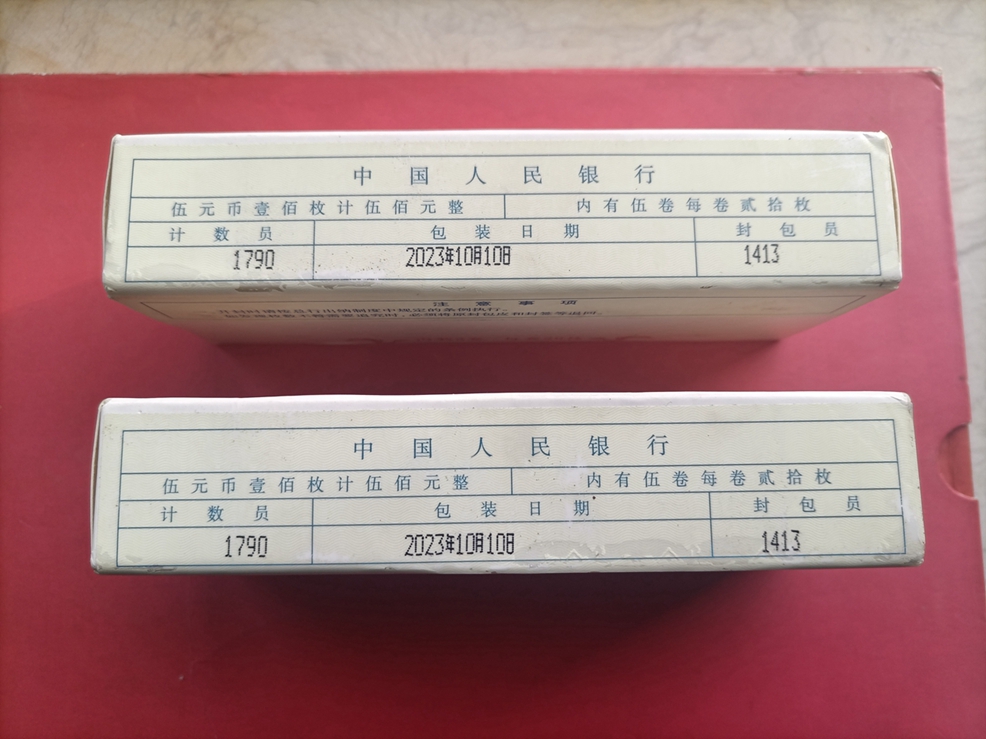 中国人民银行
伍元币壹佰枚计伍佰元整 内有伍卷每卷贰拾枚
计数员 包装日期 封包员
1790 2023年10月10日 1413
注意事项
中国人民银行
伍元币壹佰枚计伍佰元整 内有伍卷每卷贰拾枚
计数员 包装日期 封包员
1790 2023年10月10日 1413